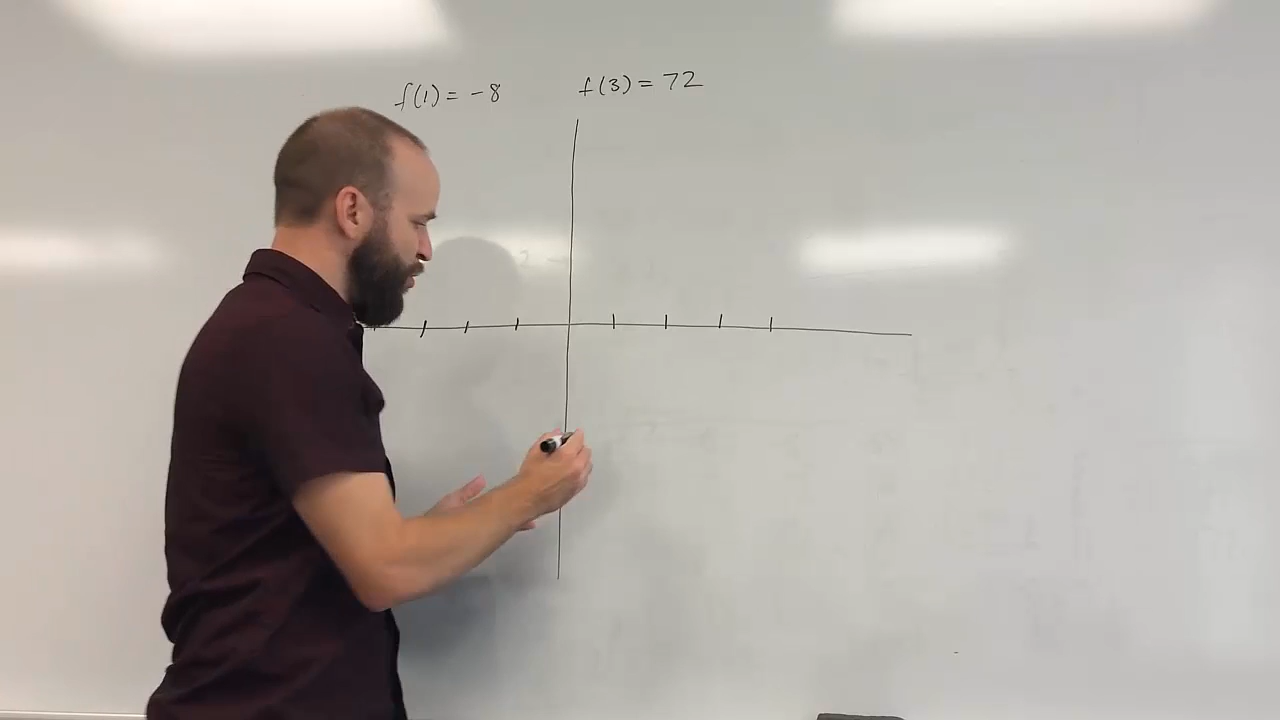 f(1) = -8 f(3) = 72